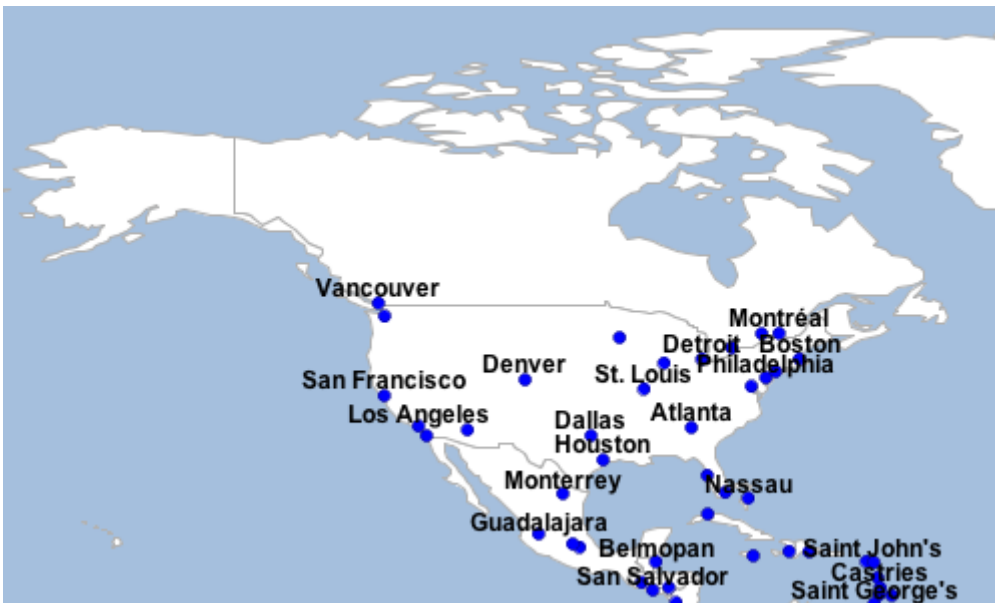 Vancouver
Montréal
Detroit
Boston
Philadelphia
Denver
St. Louis
San Francisco
Los Angeles
Atlanta
Dallas
Houston
Monterrey
Nassau
Guadalajara
Belmopan
Saint John's
San Salvador
Castries
Saint George's